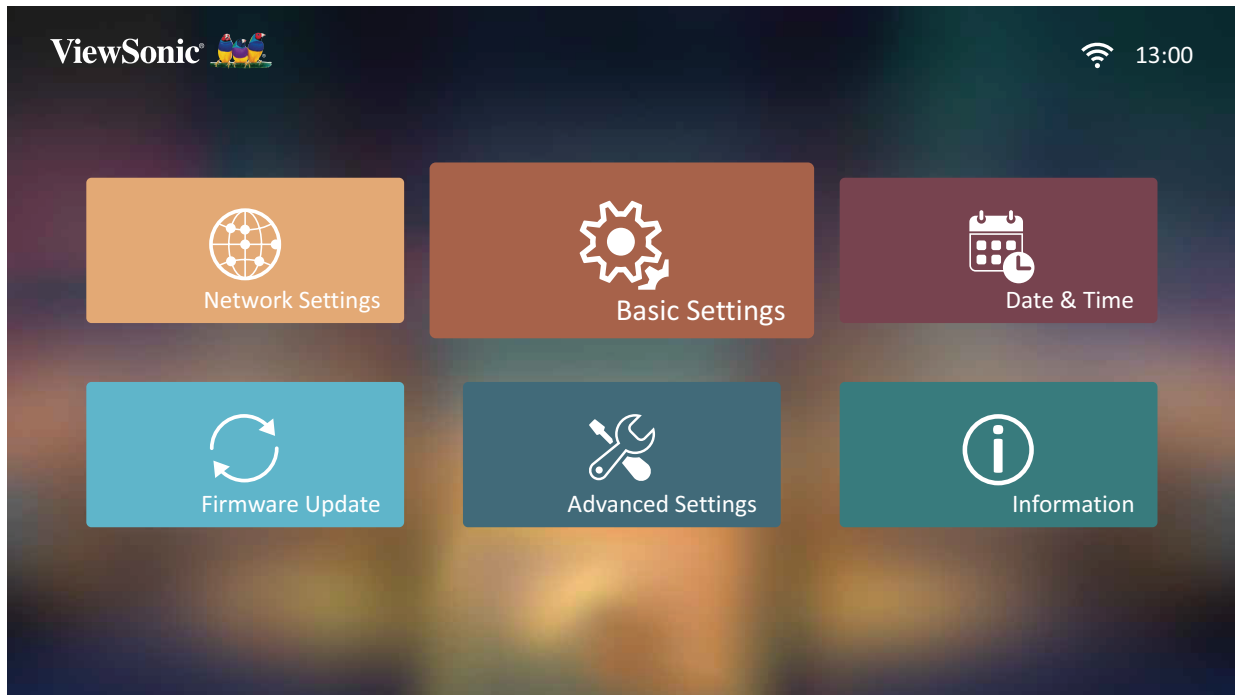 ViewSonic®
13:00
Network Settings
Basic Settings
Date & Time
Firmware Update
Advanced Settings
Information